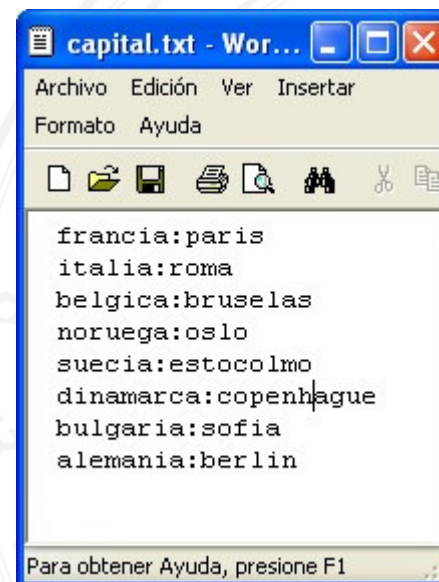 capital.txt - Wor...
Archivo Edición Ver Insertar
Formato Ayuda
francia:paris
italia:roma
belgica:bruselas
noruega:oslo
suecia:estocolmo
dinamarca:copenhague
bulgaria:sofia
alemania:berlin
Para obtener Ayuda, presione F1